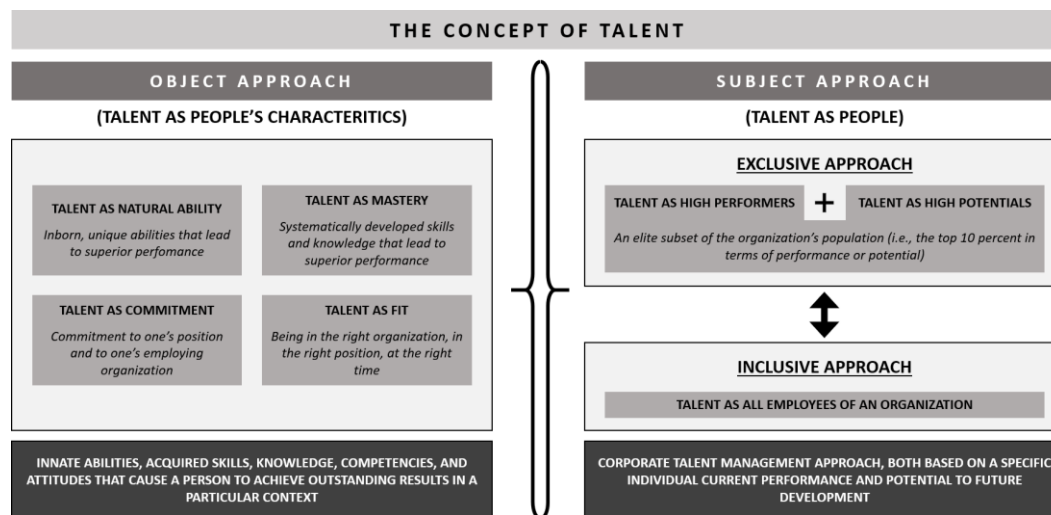 THE CONCEPT OF TALENT
OBJECT APPROACH
(TALENT AS PEOPLE'S CHARACTERITICS)
TALENT AS NATURAL ABILITY
Inborn, unique abilities that lead
to superior perfomance
TALENT AS MASTERY
Systematically developed skills
and knowledge that lead to
superior performance
TALENT AS COMMITMENT
Commitment to one's position
and to one's employing
organization
TALENT AS FIT
Being in the right organization, in
the right position, at the right
time
INNATE ABILITIES, ACQUIRED SKILLS, KNOWLEDGE, COMPETENCIES, AND
ATTITUDES THAT CAUSE A PERSON TO ACHIEVE OUTSTANDING RESULTS IN A
PARTICULAR CONTEXT
SUBJECT APPROACH
(TALENT AS PEOPLE)
EXCLUSIVE APPROACH
TALENT AS HIGH PERFORMERS + TALENT AS HIGH POTENTIALS
An elite subset of the organization's population (i.e., the top 10 percent in
terms of performance or potential)
INCLUSIVE APPROACH
TALENT AS ALL EMPLOYEES OF AN ORGANIZATION
CORPORATE TALENT MANAGEMENT APPROACH, BOTH BASED ON A SPECIFIC
INDIVIDUAL CURRENT PERFORMANCE AND POTENTIAL TO FUTURE
DEVELOPMENT